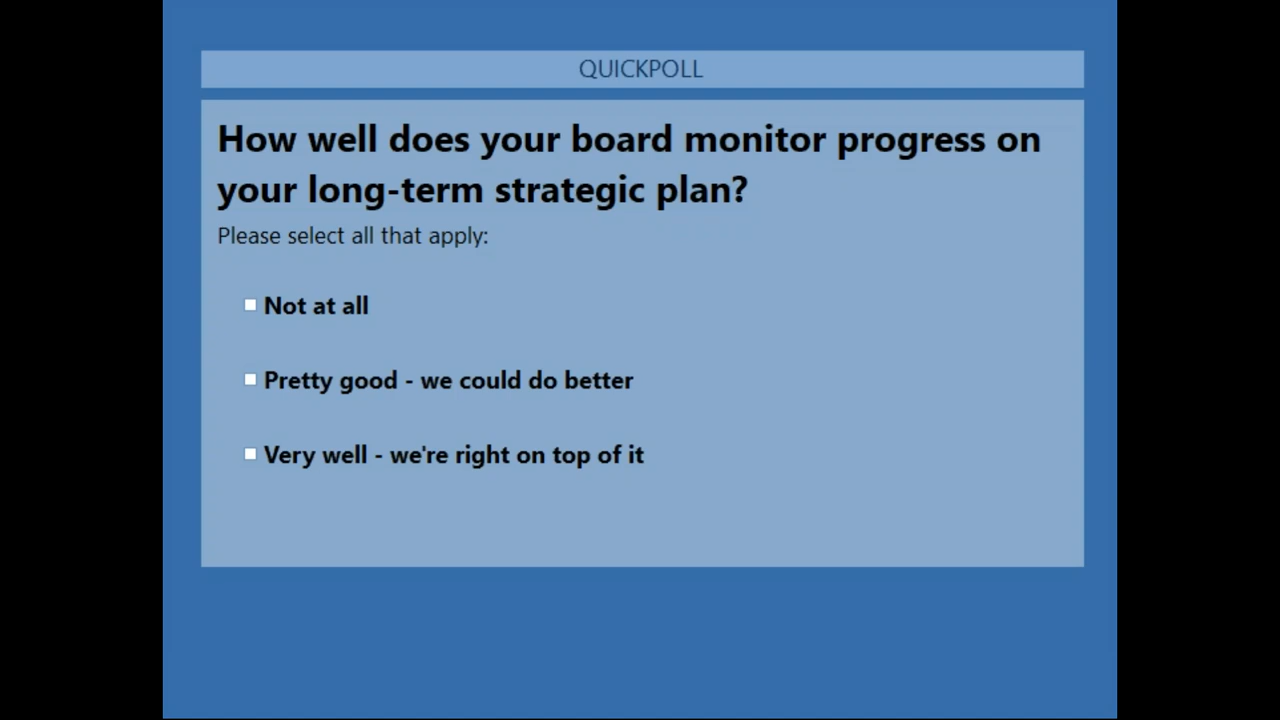 QUICKPOLL
How well does your board monitor progress on
your long-term strategic plan?
Please select all that apply:
Not at all
Pretty good - we could do better
Very well - we're right on top of it